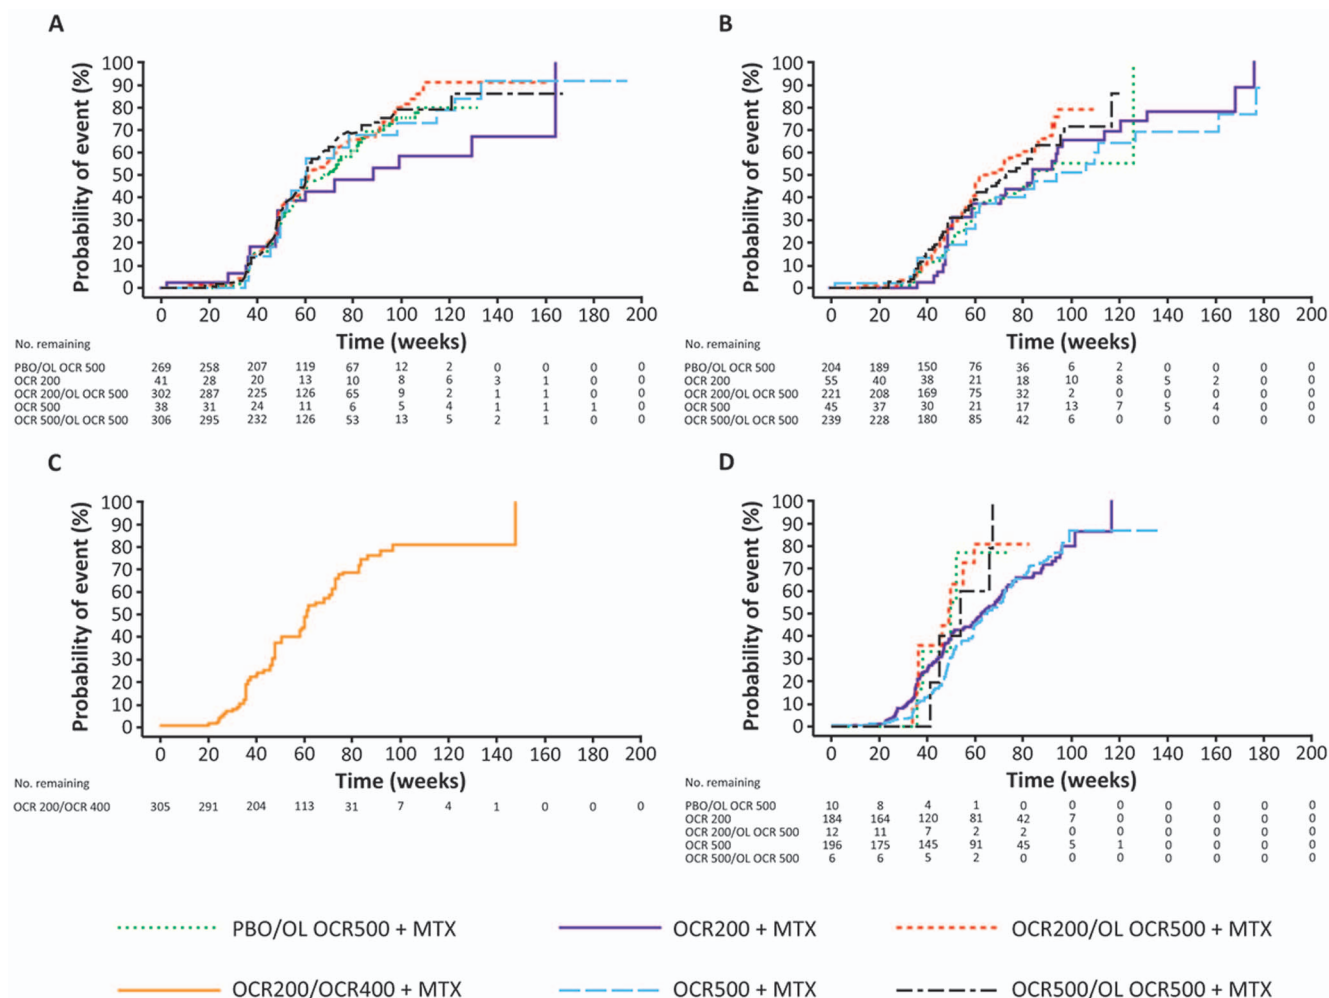 A
B
Probability of event (%)
100
90
80
70
60
50
40
30
20
10
0
0 20 40 60 80 100 120 140 160 180 200
Time (weeks)
No. remaining
PBO/OL OCR 500 269 258 207 119 67 12 2 0 0 0 0
OCR 200 41 28 20 13 10 8 6 3 1 0 0
OCR 200/OL OCR 500 302 287 225 126 65 9 2 1 1 0 0
OCR 500 38 31 24 11 6 5 4 1 1 1 0
OCR 500/OL OCR 500 306 295 232 126 53 13 5 2 1 0 0
Probability of event (%)
100
90
80
70
60
50
40
30
20
10
0
0 20 40 60 80 100 120 140 160 180 200
Time (weeks)
No. remaining
PBO/OL OCR 500 204 189 150 76 36 6 2 0 0 0 0
OCR 200 55 40 38 21 18 10 8 5 2 0 0
OCR 200/OL OCR 500 221 208 169 75 32 2 0 0 0 0 0
OCR 500 45 37 30 21 17 13 7 5 4 0 0
OCR 500/OL OCR 500 239 228 180 85 42 6 0 0 0 0 0
C
D
Probability of event (%)
100
90
80
70
60
50
40
30
20
10
0
0 20 40 60 80 100 120 140 160 180 200
Time (weeks)
No. remaining
OCR 200/OCR 400 305 291 204 113 31 7 4 1 0 0 0
Probability of event (%)
100
90
80
70
60
50
40
30
20
10
0
0 20 40 60 80 100 120 140 160 180 200
Time (weeks)
No. remaining
PBO/OL OCR 500 10 8 4 1 0 0 0 0 0 0 0
OCR 200 184 164 120 81 42 7 0 0 0 0 0
OCR 200/OL OCR 500 12 11 7 2 2 0 0 0 0 0 0
OCR 500 196 175 145 91 45 5 1 0 0 0 0
OCR 500/OL OCR 500 6 6 5 2 0 0 0 0 0 0 0
PBO/OL OCR500 + MTX
OCR200 + MTX
OCR200/OL OCR500 + MTX
OCR200/OCR400 + MTX
OCR500 + MTX
OCR500/OL OCR500 + MTX